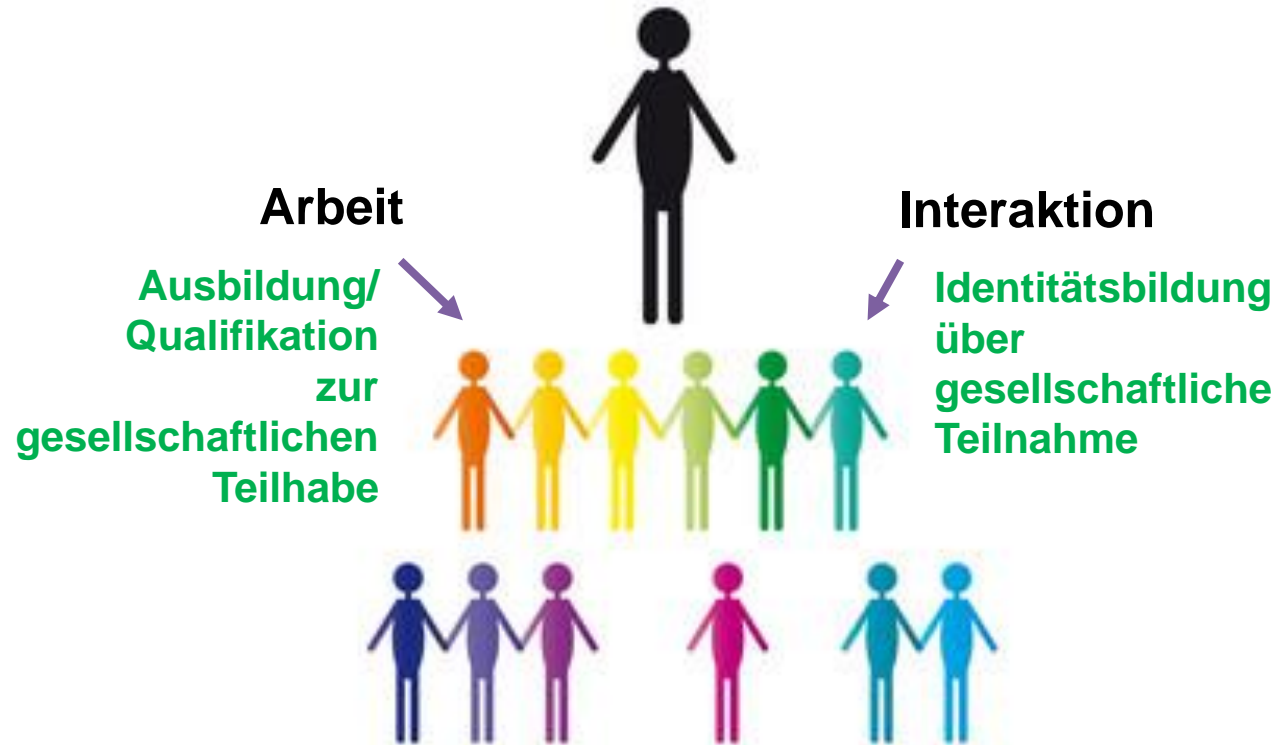 Arbeit
Ausbildung/
Qualifikation
zur
gesellschaftlichen
Teilhabe
Interaktion
Identitätsbildung
über
gesellschaftliche
Teilnahme